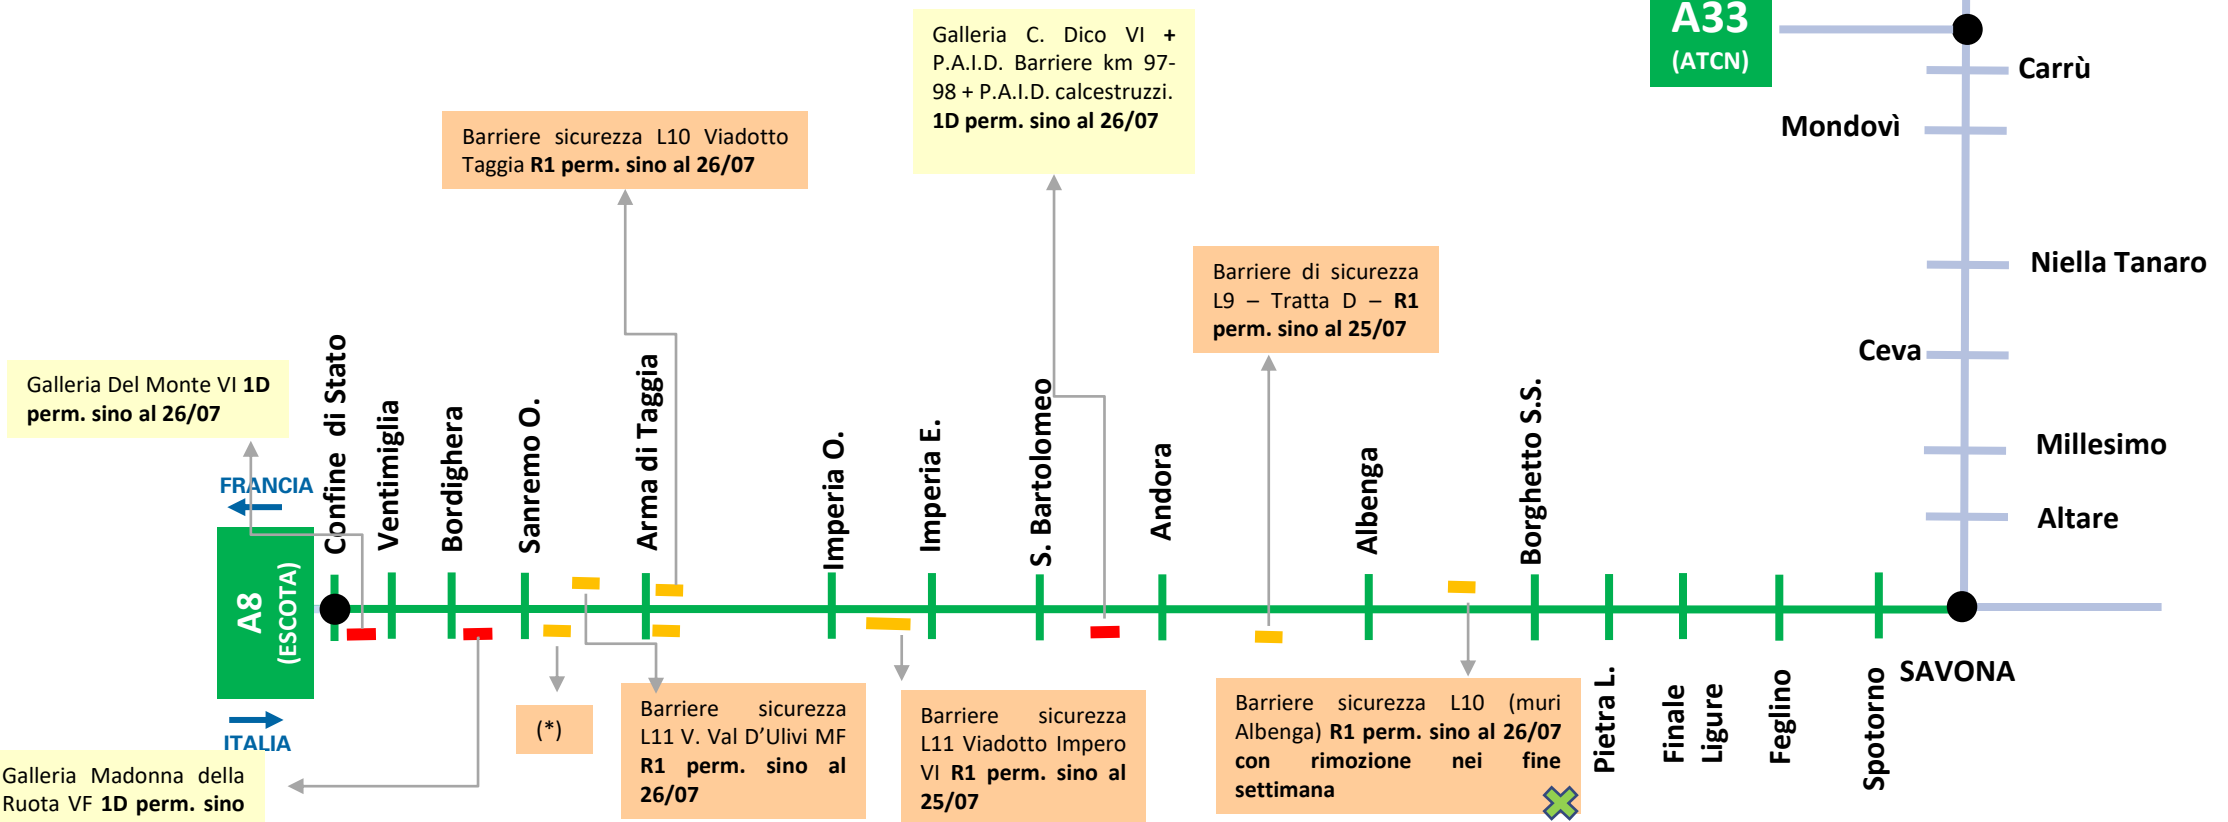 A33
(ATCN)
Carrù
Mondovì
Niella Tanaro
Ceva
Millesimo
Altare
SAVONA
Galleria C. Dico VI +
P.A.I.D. Barriere km 97-
98 + P.A.I.D. calcestruzzi.
1D perm. sino al 26/07
Barriere sicurezza L10 Viadotto
Taggia R1 perm. sino al 26/07
Barriere di sicurezza
L9 – Tratta D – R1
perm. sino al 25/07
Galleria Del Monte VI 1D
perm. sino al 26/07
FRANCIA
A8
(ESCOTA)
ITALIA
Confine di Stato
Ventimiglia
Bordighera
Sanremo O.
Arma di Taggia
Imperia O.
Imperia E.
S. Bartolomeo
Andora
Albenga
Borghetto S.S.
Pietra L.
Finale
Ligure
Feglino
Spotorno
Galleria Madonna della
Ruota VF 1D perm. sino
(*)
Barriere sicurezza
L11 V. Val D'Ulivi MF
R1 perm. sino al
26/07
Barriere sicurezza
L11 Viadotto Impero
VI R1 perm. sino al
25/07
Barriere sicurezza L10 (muri
Albenga) R1 perm. sino al 26/07
con rimozione nei fine
settimana